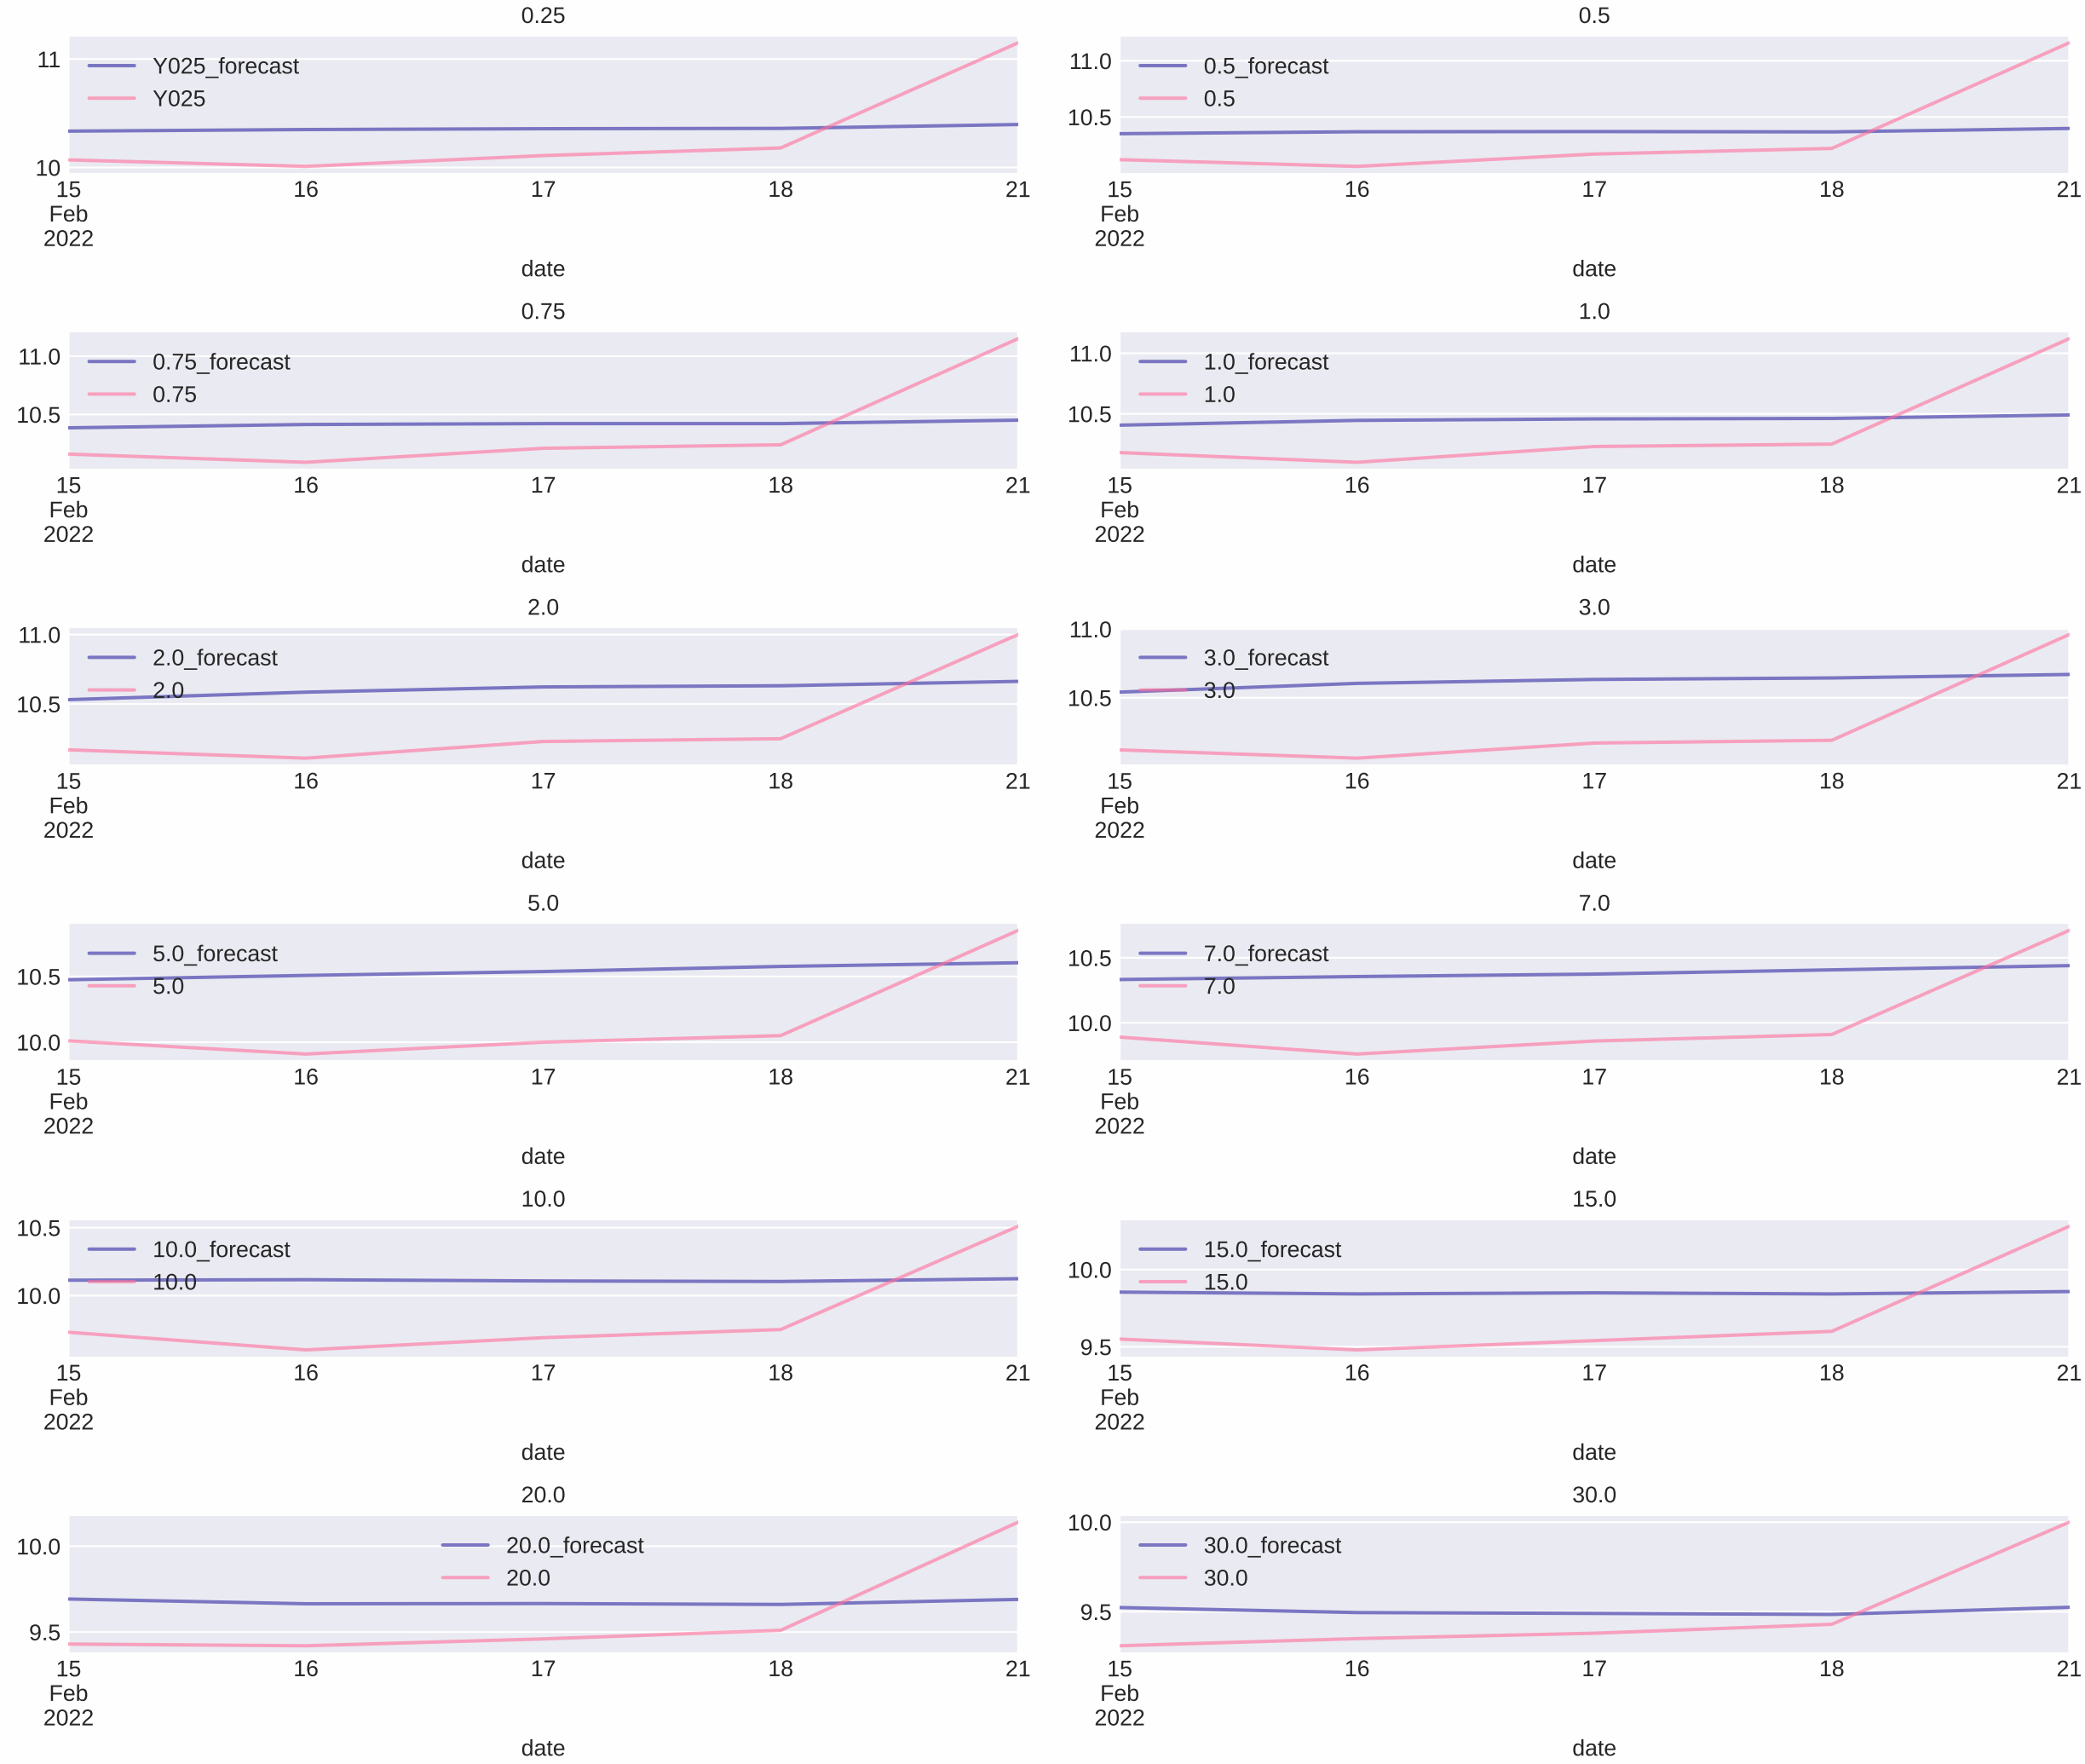 0.25
11
10
Y025_forecast
Y025
15 16 17 18 21
Feb
2022
date
0.5
11.0
10.5
0.5_forecast
0.5
15 16 17 18 21
Feb
2022
date
0.75
11.0
10.5
0.75_forecast
0.75
15 16 17 18 21
Feb
2022
date
1.0
11.0
10.5
1.0_forecast
1.0
15 16 17 18 21
Feb
2022
date
2.0
11.0
10.5
2.0_forecast
2.0
15 16 17 18 21
Feb
2022
date
3.0
11.0
10.5
3.0_forecast
3.0
15 16 17 18 21
Feb
2022
date
5.0
10.5
10.0
5.0_forecast
5.0
15 16 17 18 21
Feb
2022
date
7.0
10.5
10.0
7.0_forecast
7.0
15 16 17 18 21
Feb
2022
date
10.0
10.5
10.0
10.0_forecast
10.0
15 16 17 18 21
Feb
2022
date
15.0
10.0
9.5
15.0_forecast
15.0
15 16 17 18 21
Feb
2022
date
20.0
10.0
9.5
20.0_forecast
20.0
15 16 17 18 21
Feb
2022
date
30.0
10.0
9.5
30.0_forecast
30.0
15 16 17 18 21
Feb
2022
date